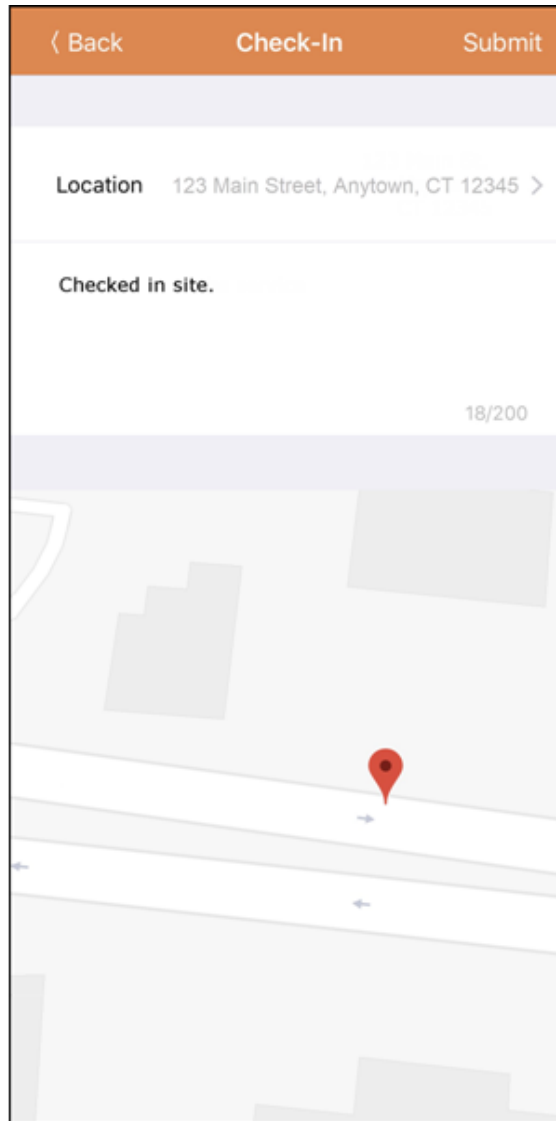 〈 Back Check-In Submit
Location 123 Main Street, Anytown, CT 12345 >
Checked in site.
18/200